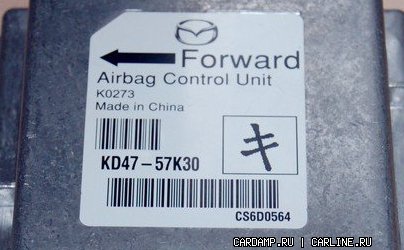 Forward
Airbag Control Unit
K0273
Made in China
キ
KD47-57K30
CS6D0564
CARDAMP.RU | CARLINE.RU